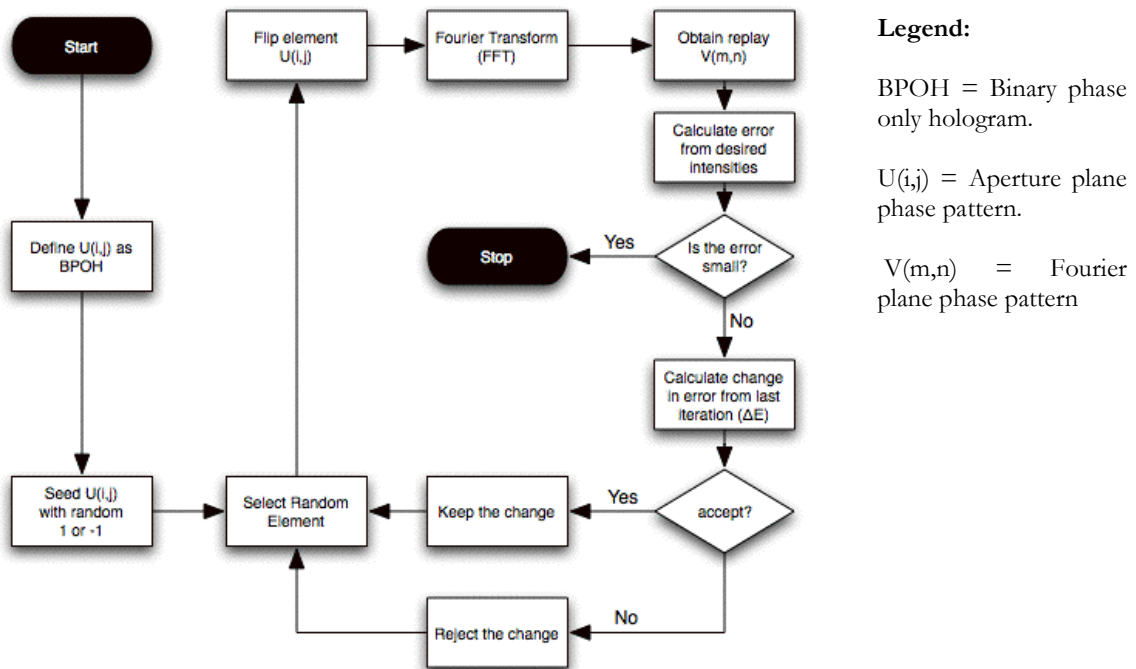 Start
Define U(i,j) as
BPOH
Seed U(i,j)
with random
1 or -1
Select Random
Element
Flip element
U(i,j)
Fourier Transform
(FFT)
Obtain replay
V(m,n)
Calculate error
from desired
intensities
Is the error
small?
Yes
Stop
No
Calculate change
in error from last
iteration (ΔE)
accept?
Yes
Keep the change
No
Reject the change
Legend:
BPOH = Binary phase
only hologram.
U(i,j) = Aperture plane
phase pattern.
V(m,n) = Fourier
plane phase pattern